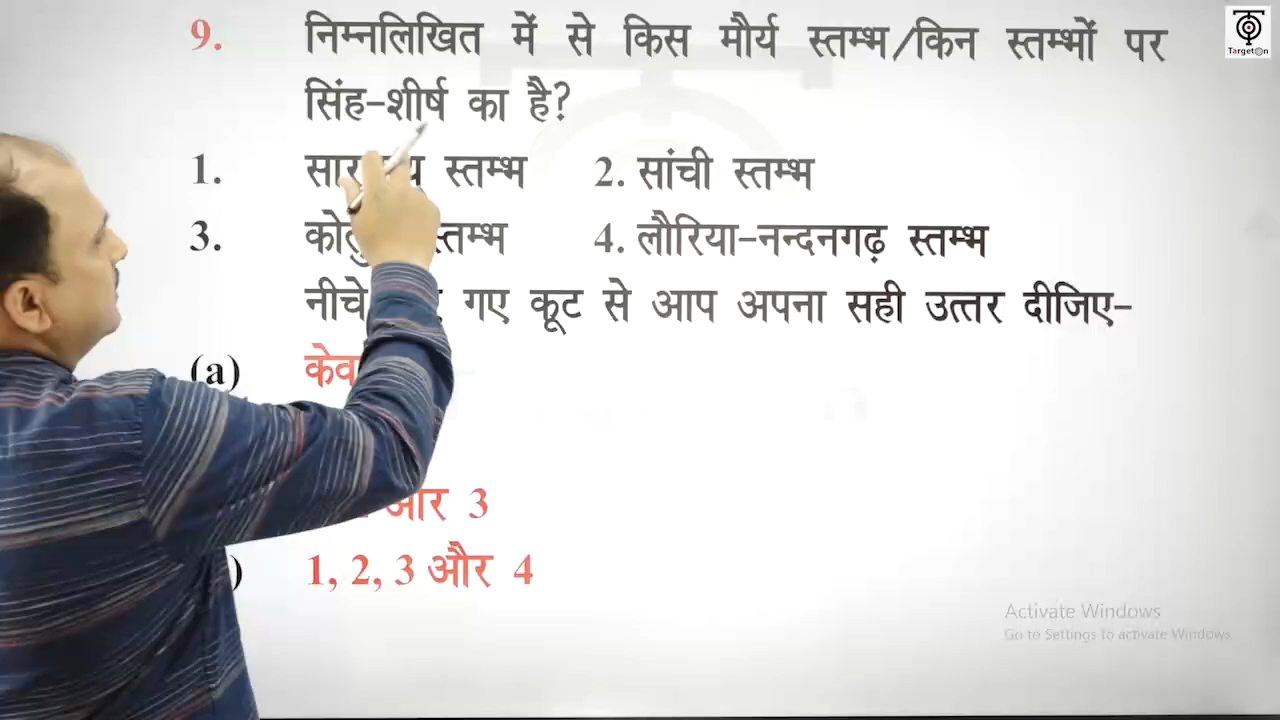 9. निम्नलिखित में से किस मौर्य स्तम्भ/किन स्तम्भों पर
सिंह-शीर्ष का है?
1. स्तम्भ 2. सांची स्तम्भ
3. स्तम्भ 4. लौरिया-नन्दनगढ़ स्तम्भ
नीचे गए कूट से आप अपना सही उत्तर दीजिए-
(a)
3
1, 2, 3 और 4
Target@n
Activate Windows
Go to Settings to activate Windows.